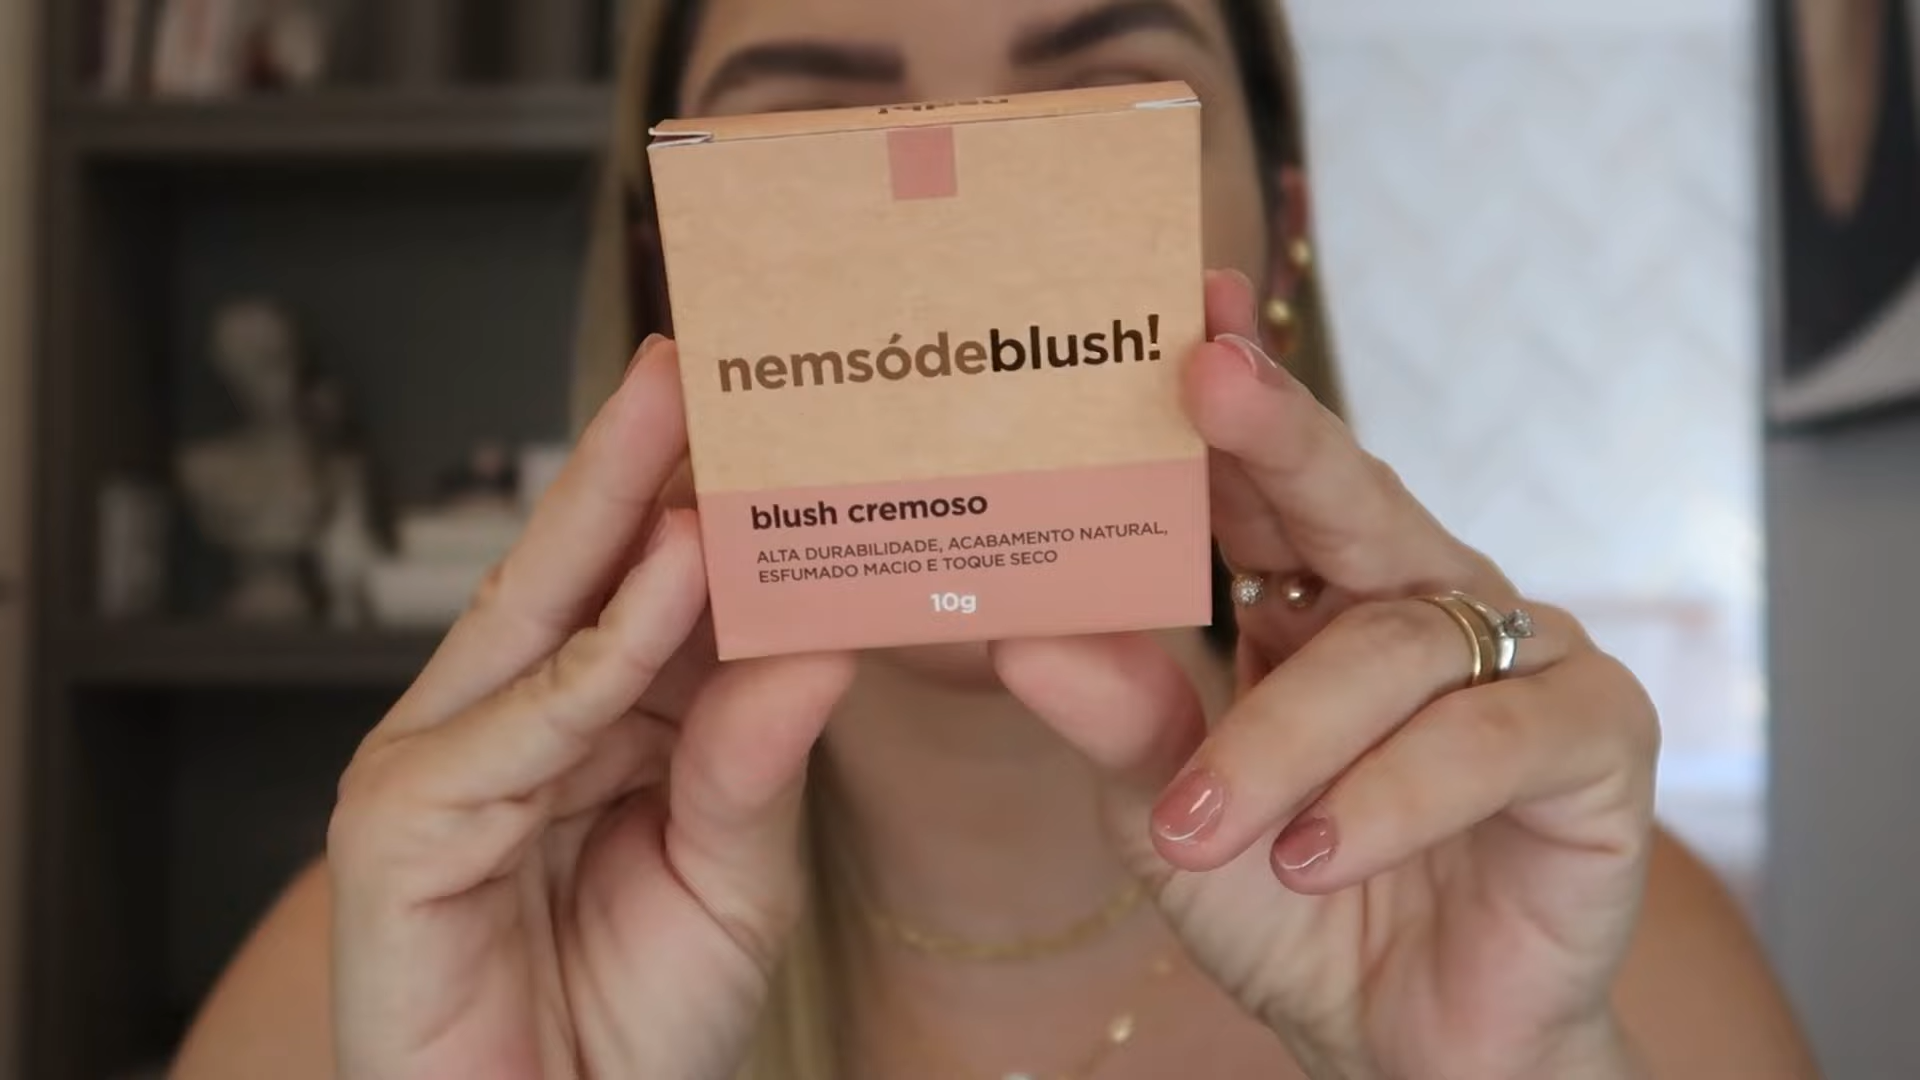 nemsódeblush!
blush cremoso
ALTA DURABILIDADE, ACABAMENTO NATURAL,
ESFUMADO MACIO E TOQUE SECO
10g